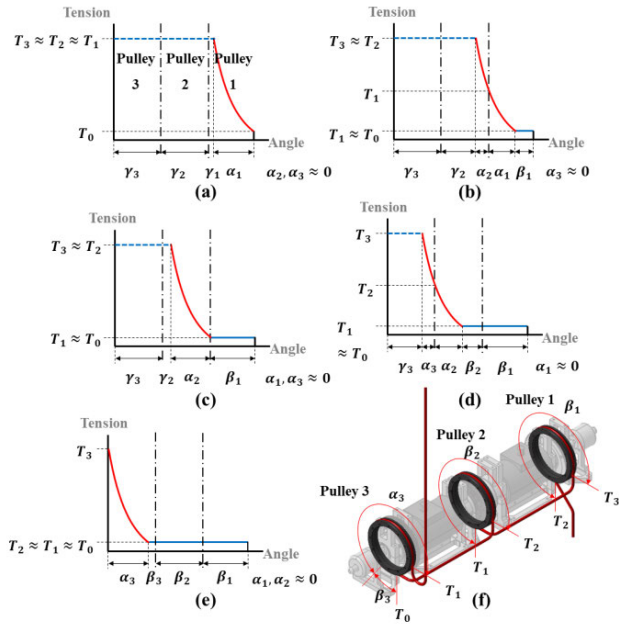 Tension
T₃ ≈ T₂ ≈ T₁
Pulley 3
Pulley 2
Pulley 1
T₀
Angle
γ₃ γ₂ γ₁ α₁ α₂, α₃ ≈ 0
(a)
Tension
T₃ ≈ T₂
T₁
T₁ ≈ T₀
Angle
γ₃ γ₂ α₂ α₁ β₁ α₃ ≈ 0
(b)
Tension
T₃ ≈ T₂
T₁ ≈ T₀
Angle
γ₃ γ₂ α₂ β₁ α₁, α₃ ≈ 0
(c)
Tension
T₃
T₂
T₁
≈ T₀
Angle
γ₃ α₃ α₂ β₂ β₁ α₁ ≈ 0
(d)
Tension
T₃
T₂ ≈ T₁ ≈ T₀
Angle
α₃ β₃ β₂ β₁ α₁, α₂ ≈ 0
(e)
Pulley 1
β₁
Pulley 2
β₂
Pulley 3
α₃
T₃
T₂
T₂
T₁
T₁
β₃
T₀
(f)